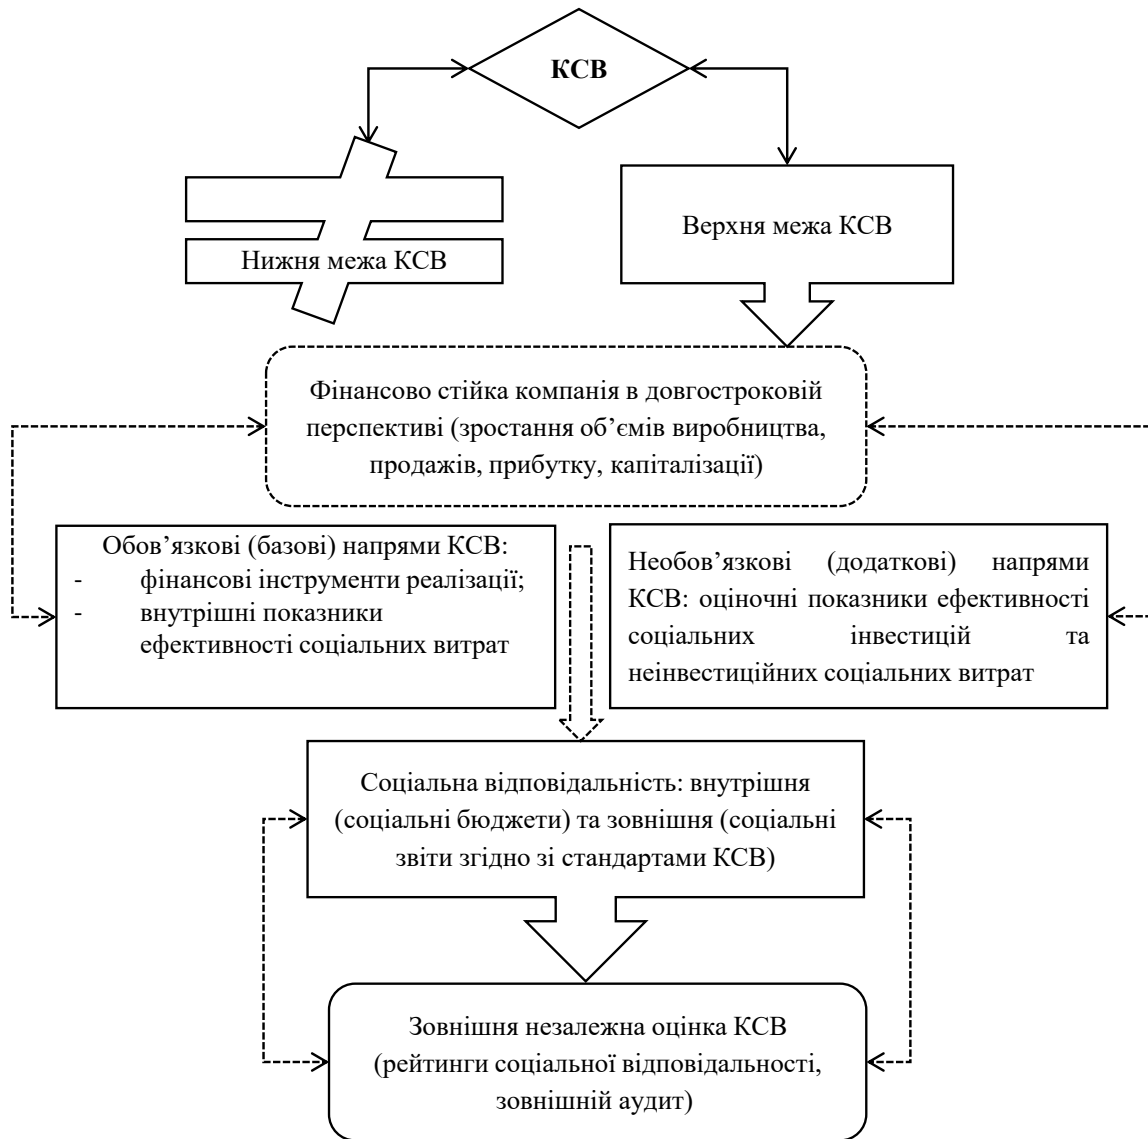 КСВ
Нижня межа КСВ
Верхня межа КСВ
Фінансово стійка компанія в довгостроковій
перспективі (зростання об’ємів виробництва,
продажів, прибутку, капіталізації)
Обов’язкові (базові) напрями КСВ:
- фінансові інструменти реалізації;
- внутрішні показники
ефективності соціальних витрат
Необов’язкові (додаткові) напрями
КСВ: оціночні показники ефективності
соціальних інвестицій та
неінвестиційних соціальних витрат
Соціальна відповідальність: внутрішня
(соціальні бюджети) та зовнішня (соціальні
звіти згідно зі стандартами КСВ)
Зовнішня незалежна оцінка КСВ
(рейтинги соціальної відповідальності,
зовнішній аудит)